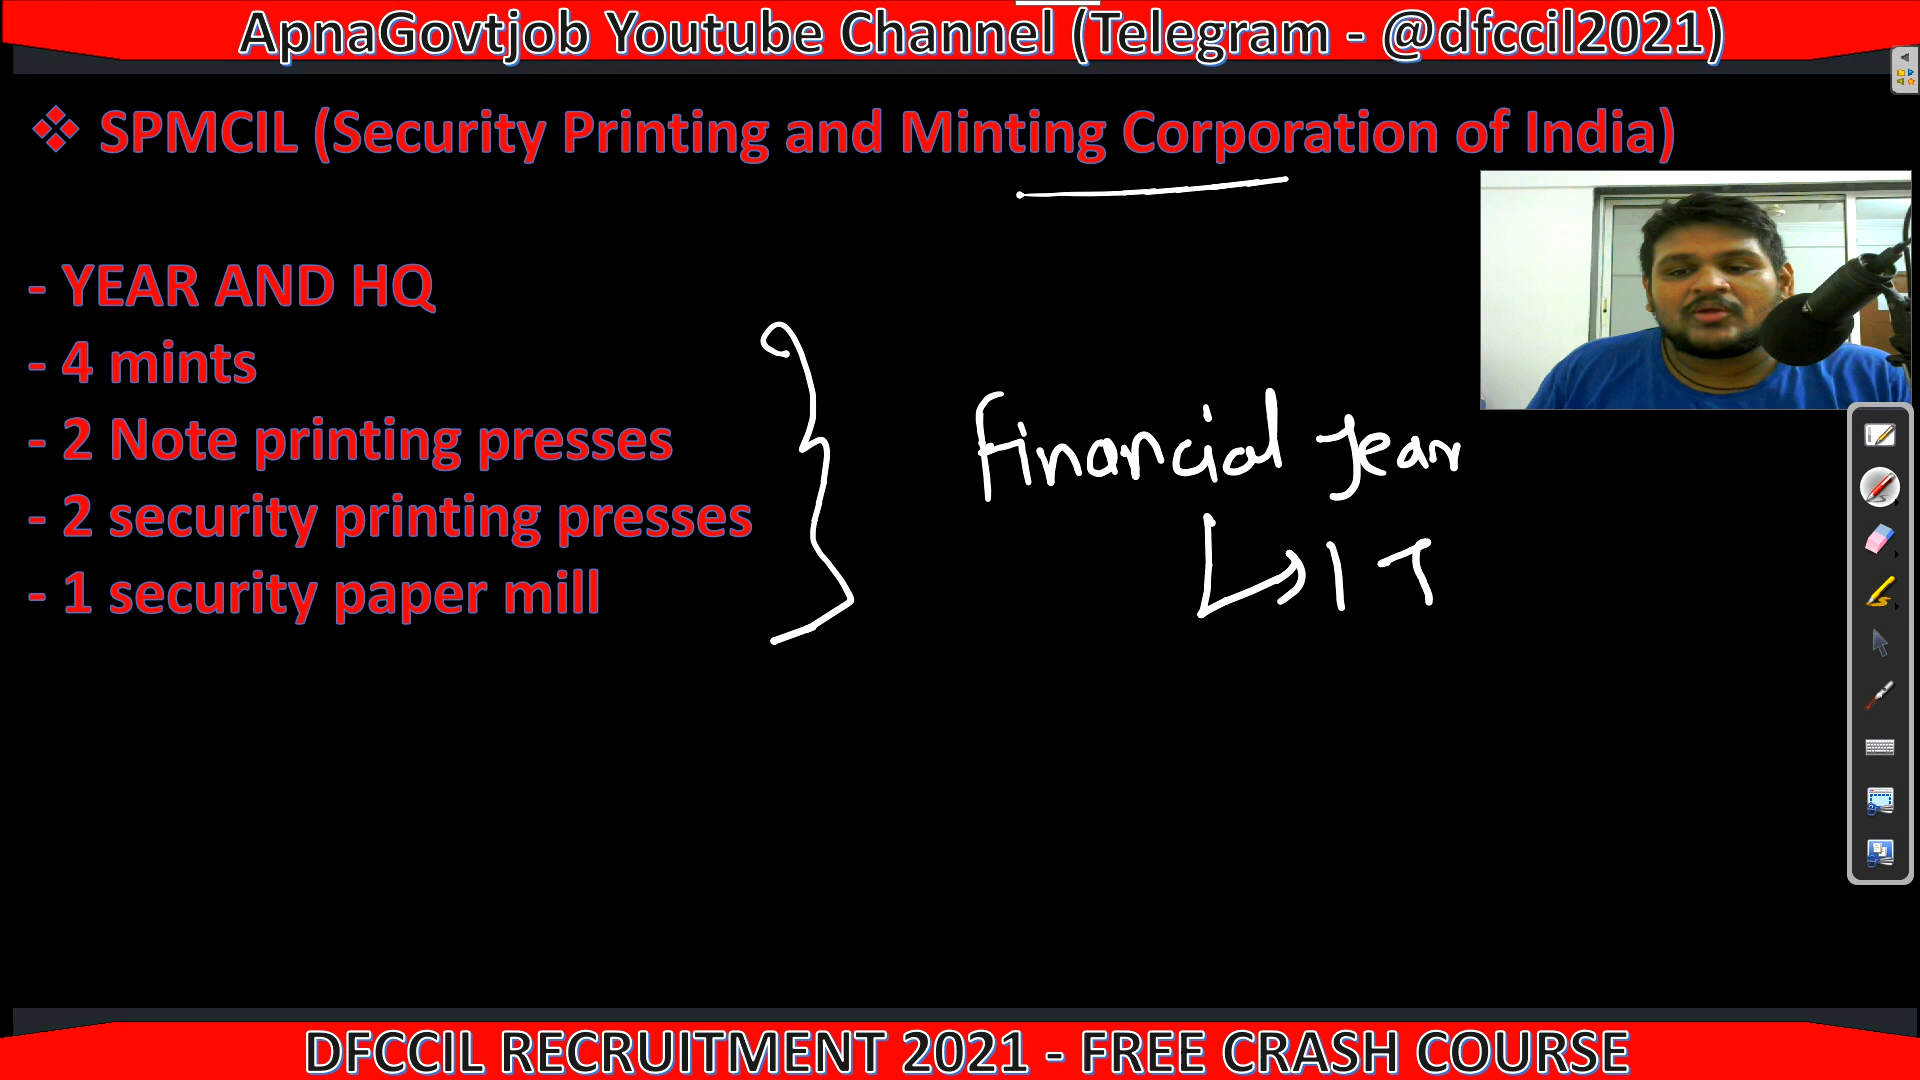 ApnaGovtjob Youtube Channel (Telegram - @dfccil2021)
❖ SPMCIL (Security Printing and Minting Corporation of India)
- YEAR AND HQ
- 4 mints
- 2 Note printing presses
- 2 security printing presses
- 1 security paper mill
Financial year
DFCCIL RECRUITMENT 2021 - FREE CRASH COURSE